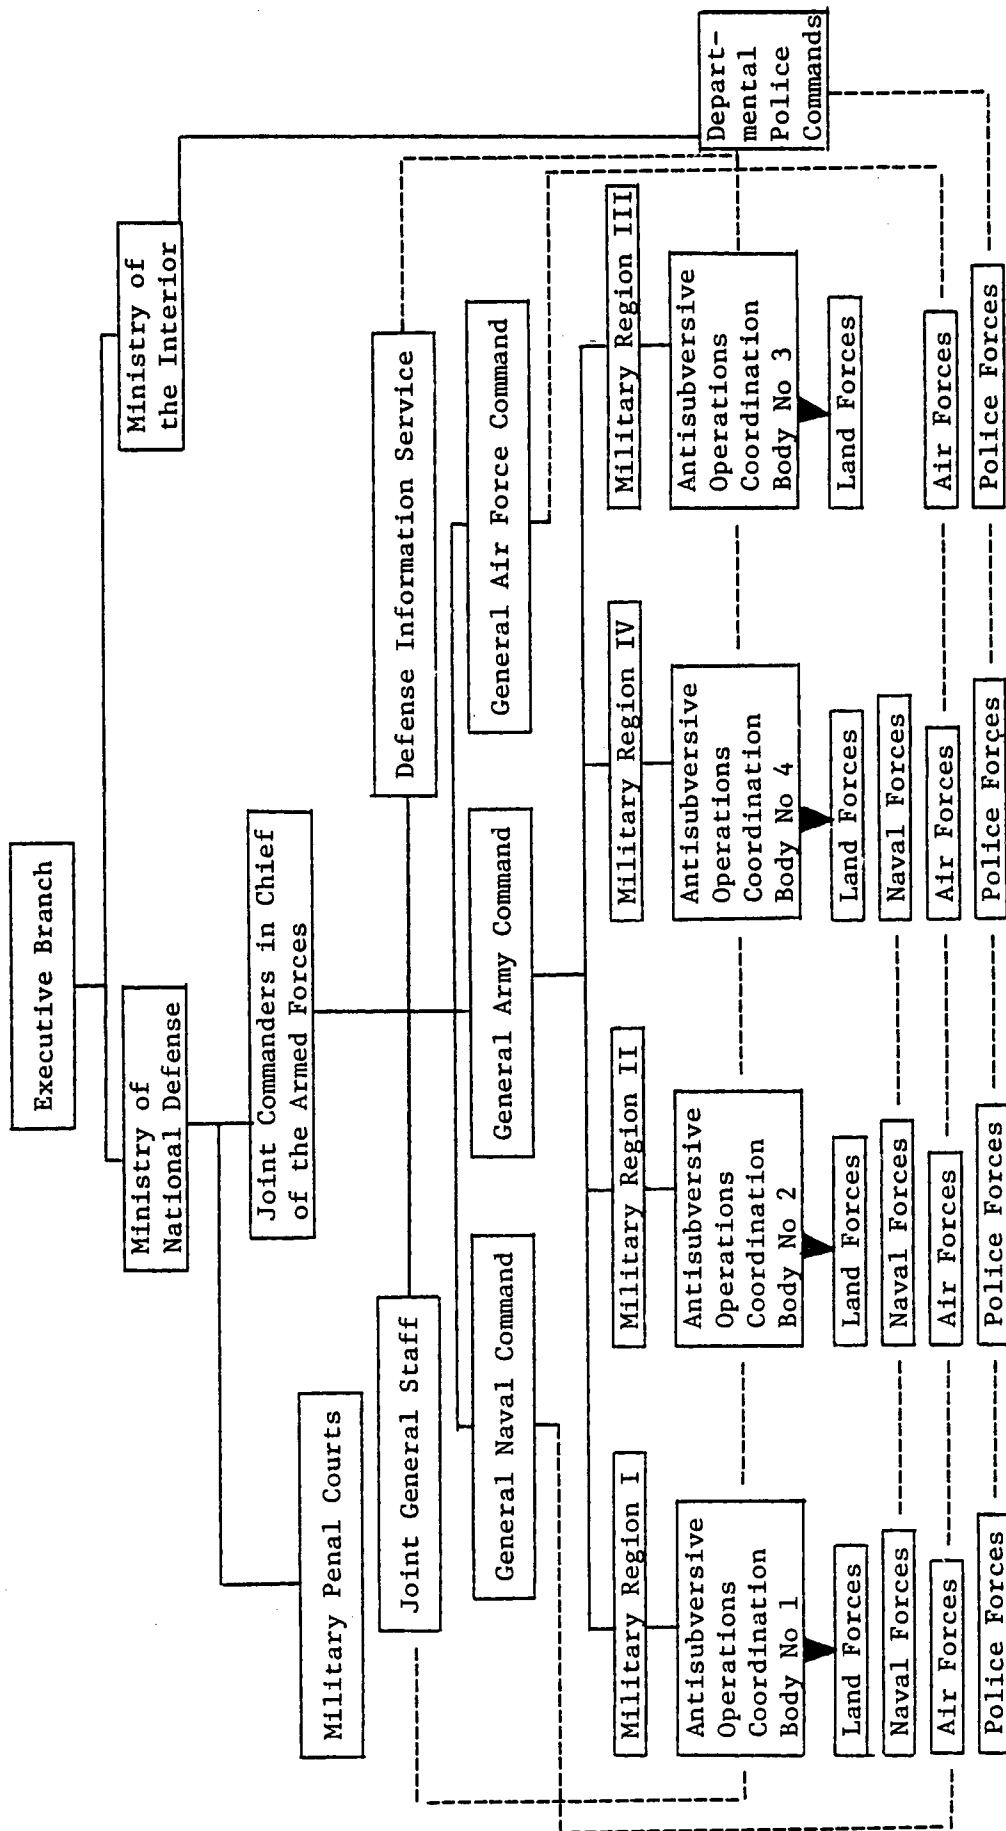 Executive Branch
Ministry of
National Defense
Ministry of
the Interior
Joint Commanders in Chief
of the Armed Forces
Military Penal Courts
Joint General Staff
Defense Information Service
General Naval Command
General Army Command
General Air Force Command
Military Region I
Military Region II
Military Region IV
Military Region III
Antisubversive
Operations
Coordination
Body No 1
Antisubversive
Operations
Coordination
Body No 2
Antisubversive
Operations
Coordination
Body No 4
Antisubversive
Operations
Coordination
Body No 3
Depart-
mental
Police
Commands
Land Forces
Land Forces
Land Forces
Land Forces
Naval Forces
Naval Forces
Naval Forces
Air Forces
Air Forces
Air Forces
Air Forces
Police Forces
Police Forces
Police Forces
Police Forces